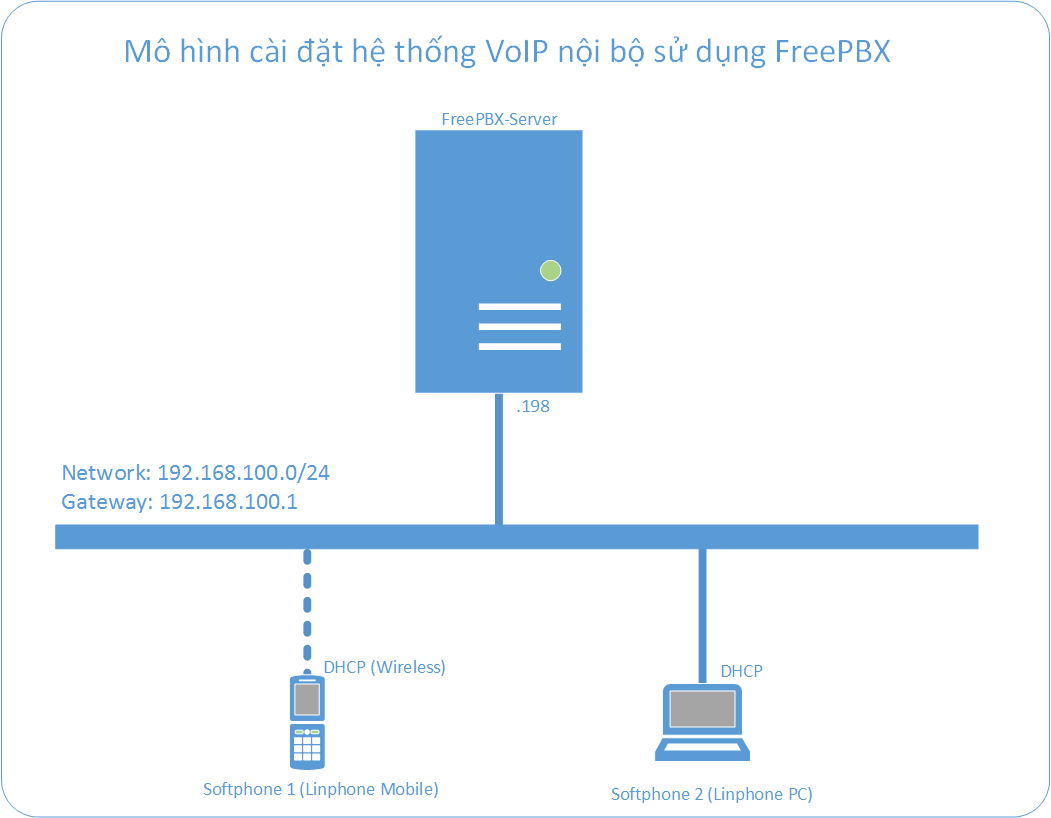 Mô hình cài đặt hệ thống VoIP nội bộ sử dụng FreePBX
FreePBX-Server
.198
Network: 192.168.100.0/24
Gateway: 192.168.100.1
DHCP (Wireless)
DHCP
Softphone 1 (Linphone Mobile)
Softphone 2 (Linphone PC)